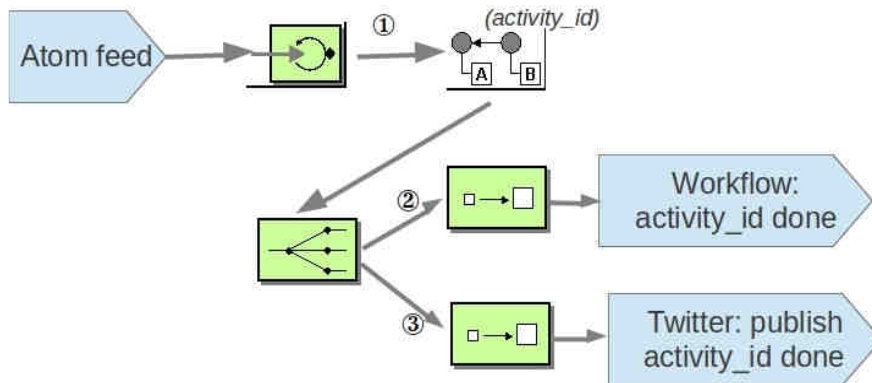 ①
(activity_id)
Atom feed
A
B
②
Workflow:
activity_id done
③
Twitter: publish
activity_id done